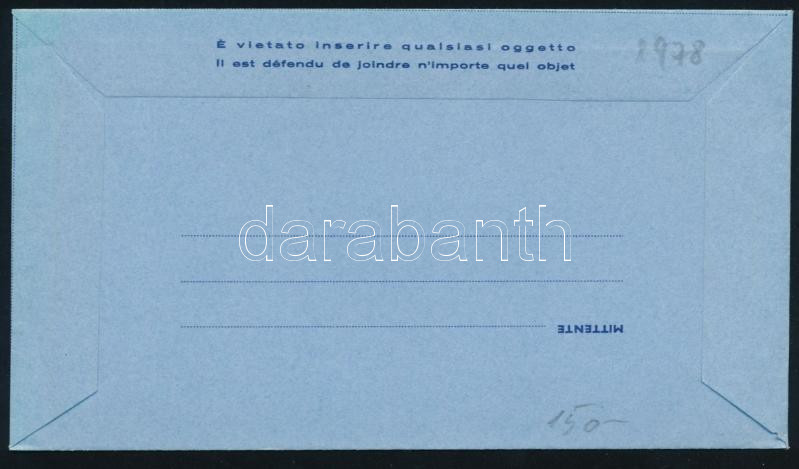 È vietato inserire qualsiasi oggetto
Il est défendu de joindre n'importe quel objet
1978
darabanth
MITTENTE
150-